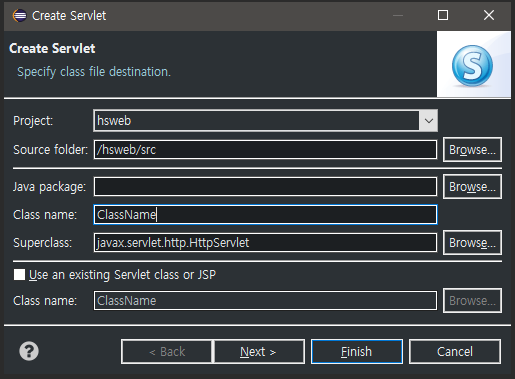 Create Servlet
Create Servlet
Specify class file destination.
S
Project: hsweb
Source folder: /hsweb/src Browse...
Java package: Browse...
Class name: ClassName
Superclass: javax.servlet.http.HttpServlet Browse...
Use an existing Servlet class or JSP
Class name: ClassName Browse...
? < Back Next > Finish Cancel